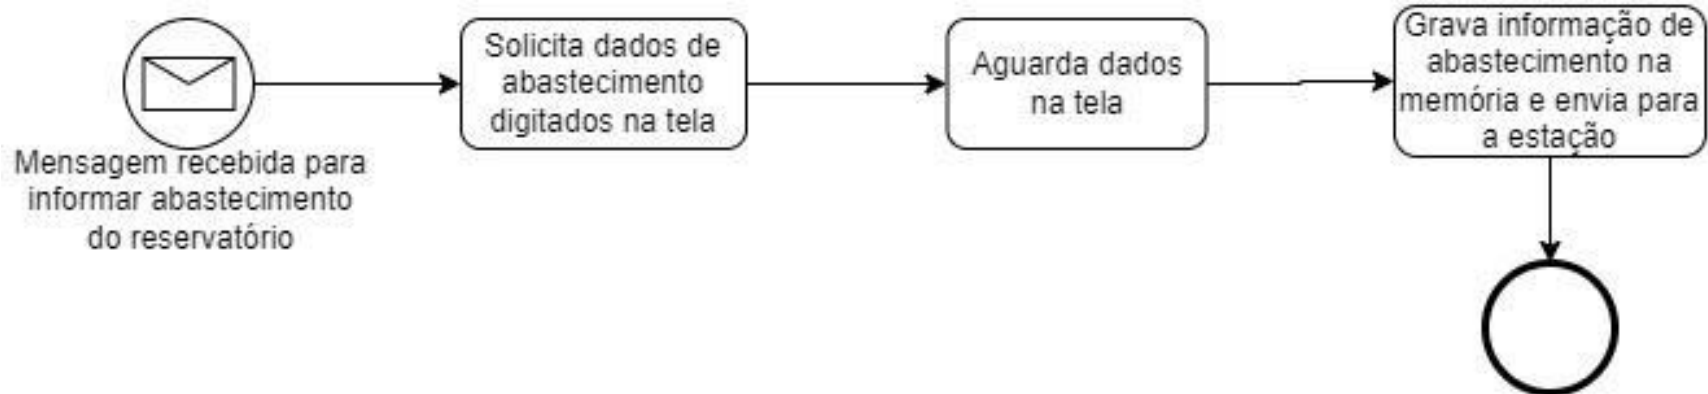 Mensagem recebida para
informar abastecimento
do reservatório
Solicita dados de
abastecimento
digitados na tela
Aguarda dados
na tela
Grava informação de
abastecimento na
memória e envia para
a estação